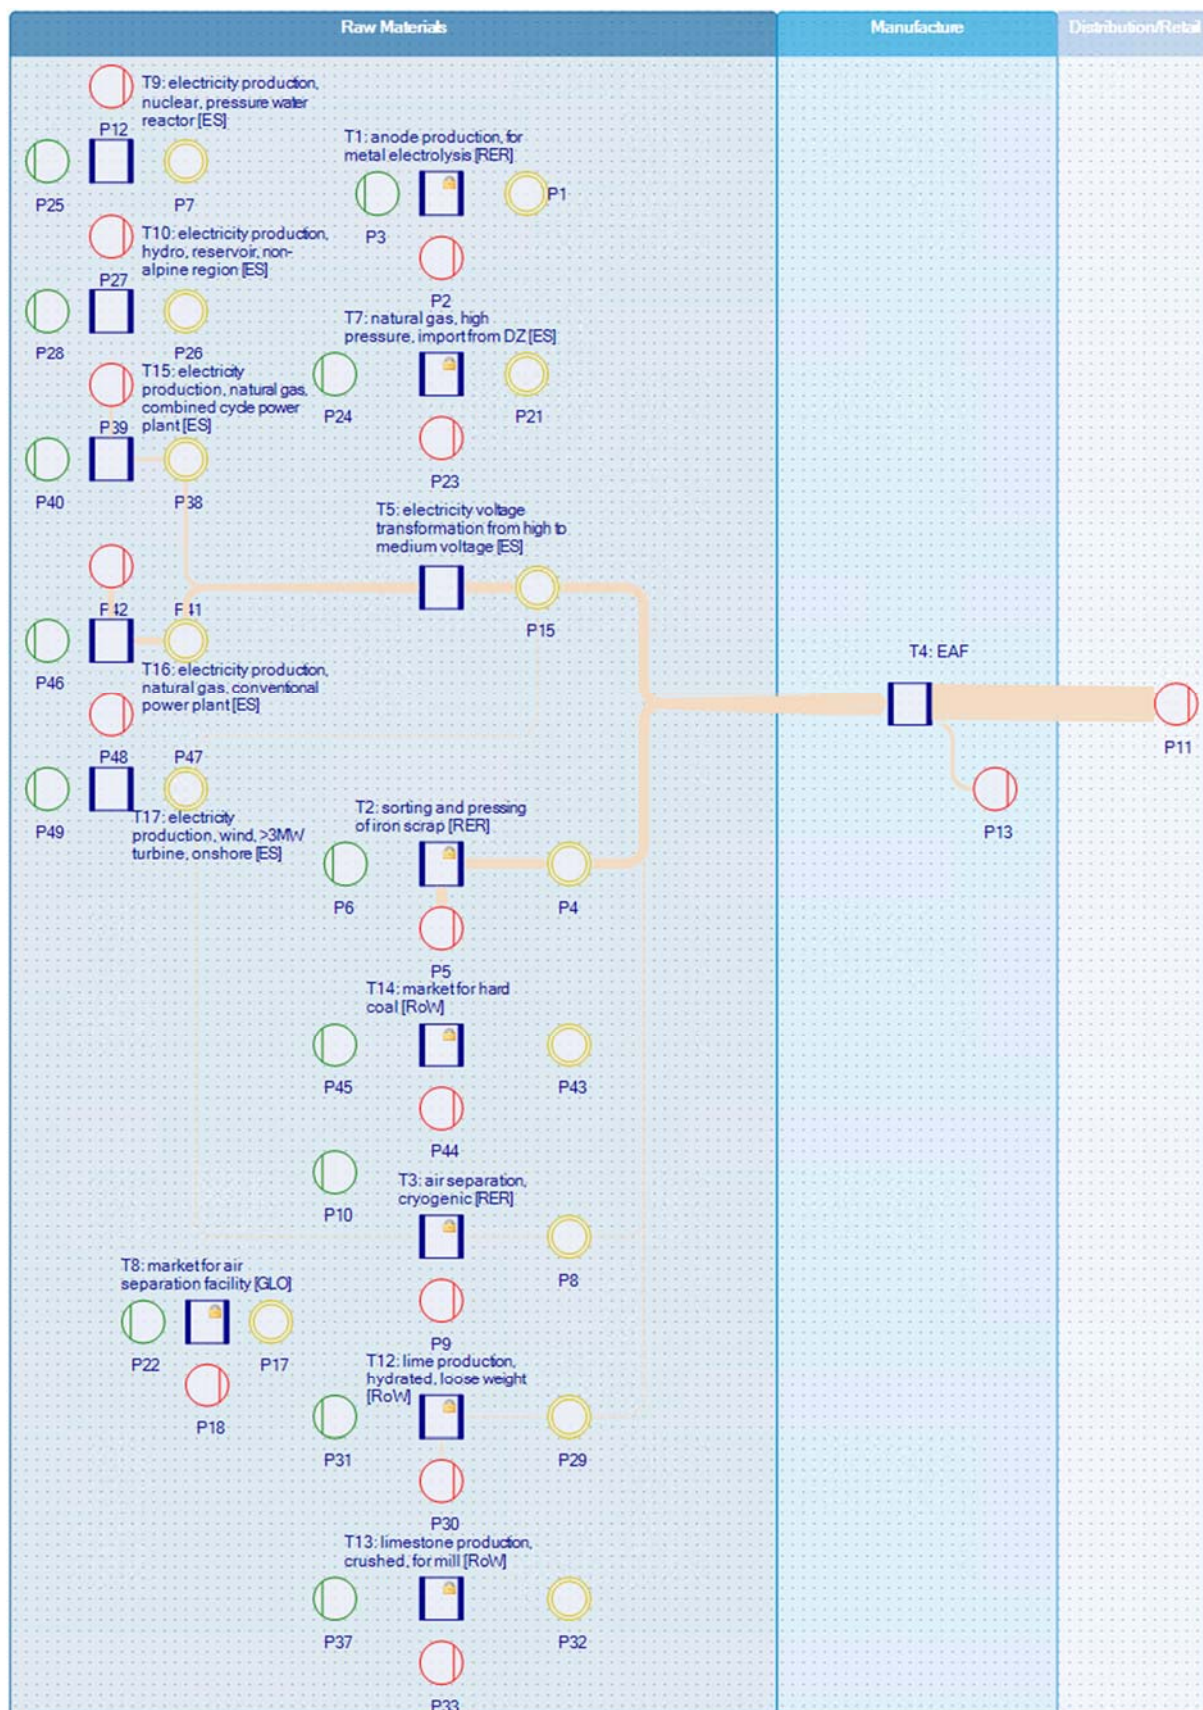 Raw Materials
Manufacture
Distribution/Retail
T9: electricity production,
nuclear, pressure water
reactor [ES]
P12
P25
P7
T1: anode production, for
metal electrolysis [RER]
P1
P3
P2
T10: electricity production,
hydro, reservoir, non-
alpine region [ES]
P27
P28
P26
T7: natural gas, high
pressure, import from DZ [ES]
P24
P21
P23
T15: electricity
production, natural gas,
combined cycle power
plant [ES]
P39
P40
P38
T5: electricity voltage
transformation from high to
medium voltage [ES]
P15
P42
P41
P46
T16: electricity production,
natural gas, conventional
power plant [ES]
T4: EAF
P11
P13
P48
P47
P49
T17: electricity
production, wind, >3MW
turbine, onshore [ES]
T2: sorting and pressing
of iron scrap [RER]
P6
P4
P5
T14: market for hard
coal [RoW]
P45
P43
P44
P10
T3: air separation,
cryogenic [RER]
P8
P9
T8: market for air
separation facility [GLO]
P22
P17
P18
T12: lime production,
hydrated, loose weight
[RoW]
P31
P29
P30
T13: limestone production,
crushed, for mill [RoW]
P37
P32
P33